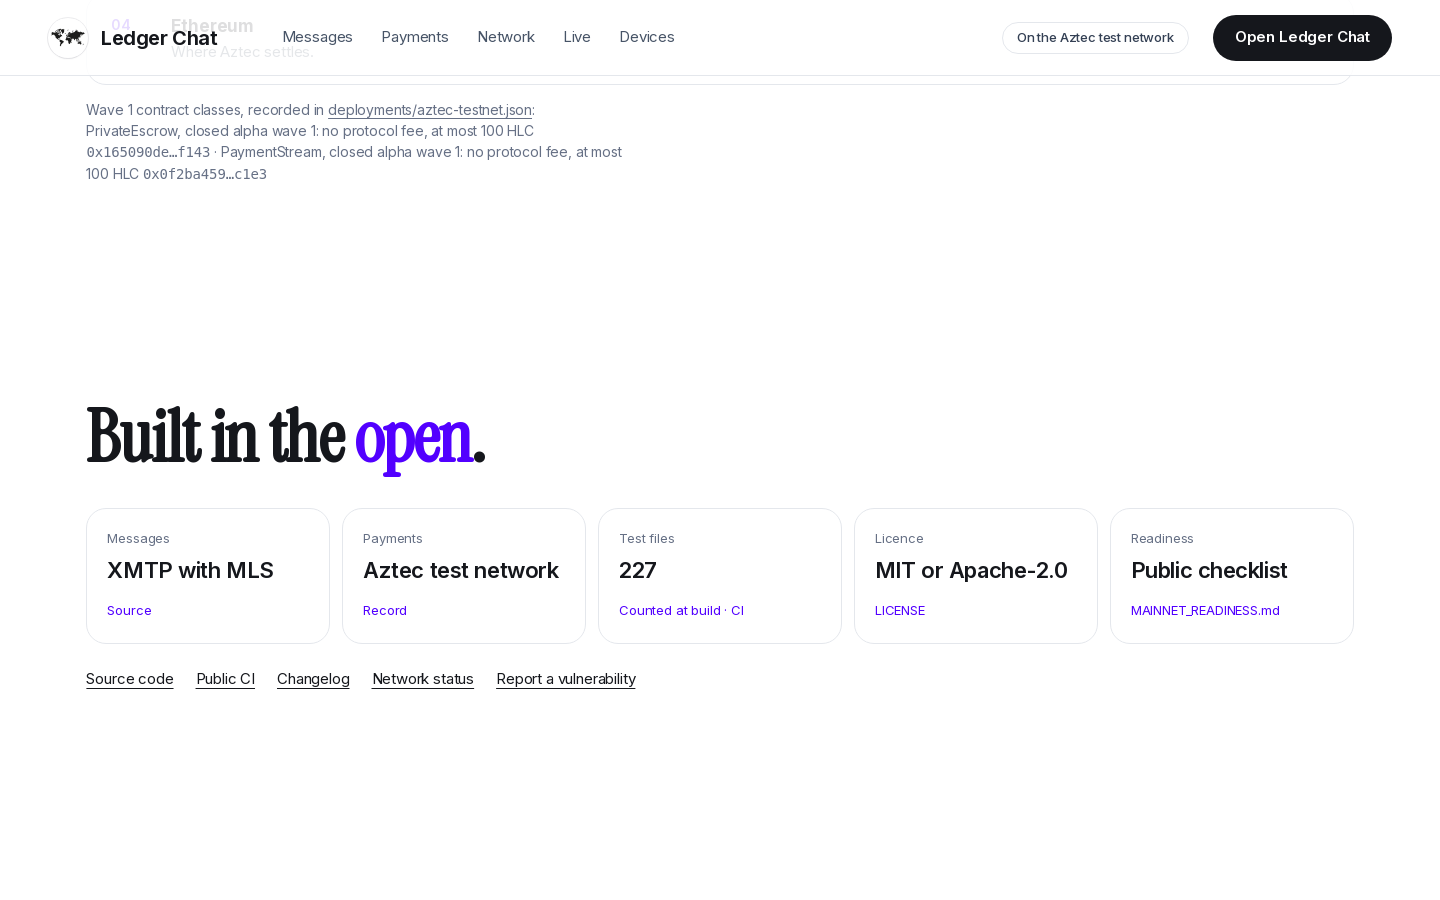 04
Ethereum
Where Aztec settles.
Ledger Chat
Messages
Payments
Network
Live
Devices
On the Aztec test network
Open Ledger Chat
Wave 1 contract classes, recorded in deployments/aztec-testnet.json:
PrivateEscrow, closed alpha wave 1: no protocol fee, at most 100 HLC
0x165090de…f143 · PaymentStream, closed alpha wave 1: no protocol fee, at most
100 HLC 0x0f2ba459…c1e3
Built in the open.
Messages
XMTP with MLS
Source
Payments
Aztec test network
Record
Test files
227
Counted at build · CI
Licence
MIT or Apache-2.0
LICENSE
Readiness
Public checklist
MAINNET_READINESS.md
Source code
Public CI
Changelog
Network status
Report a vulnerability